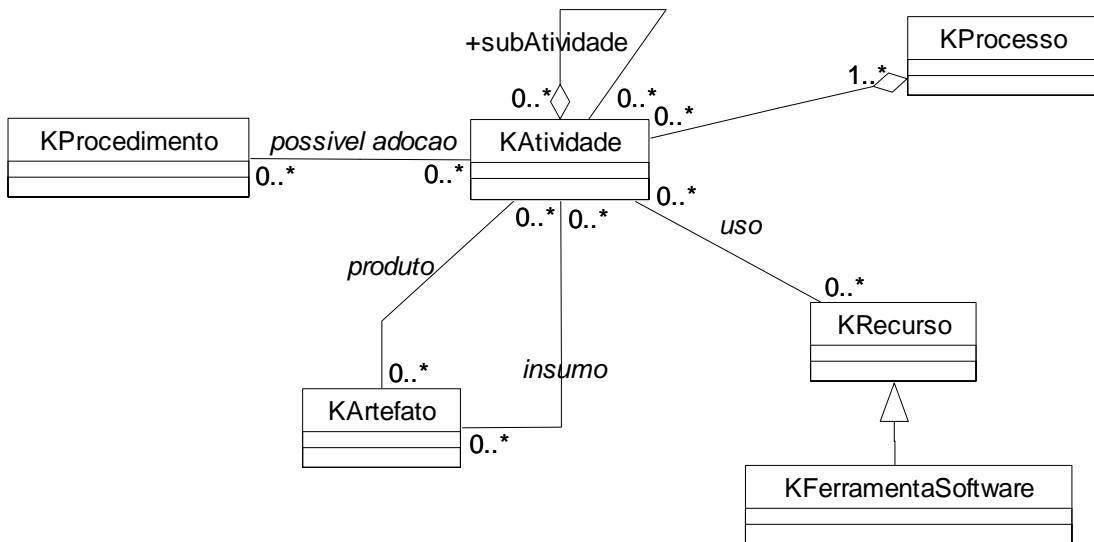 +subAtividade
KProcesso
1..*
0..*
0..*
0..*
KProcedimento
possivel adocao
KAtividade
0..*
0..*
0..*
0..*
0..*
uso
produto
0..*
KRecurso
0..*
insumo
KArtefato
0..*
KFerramentaSoftware